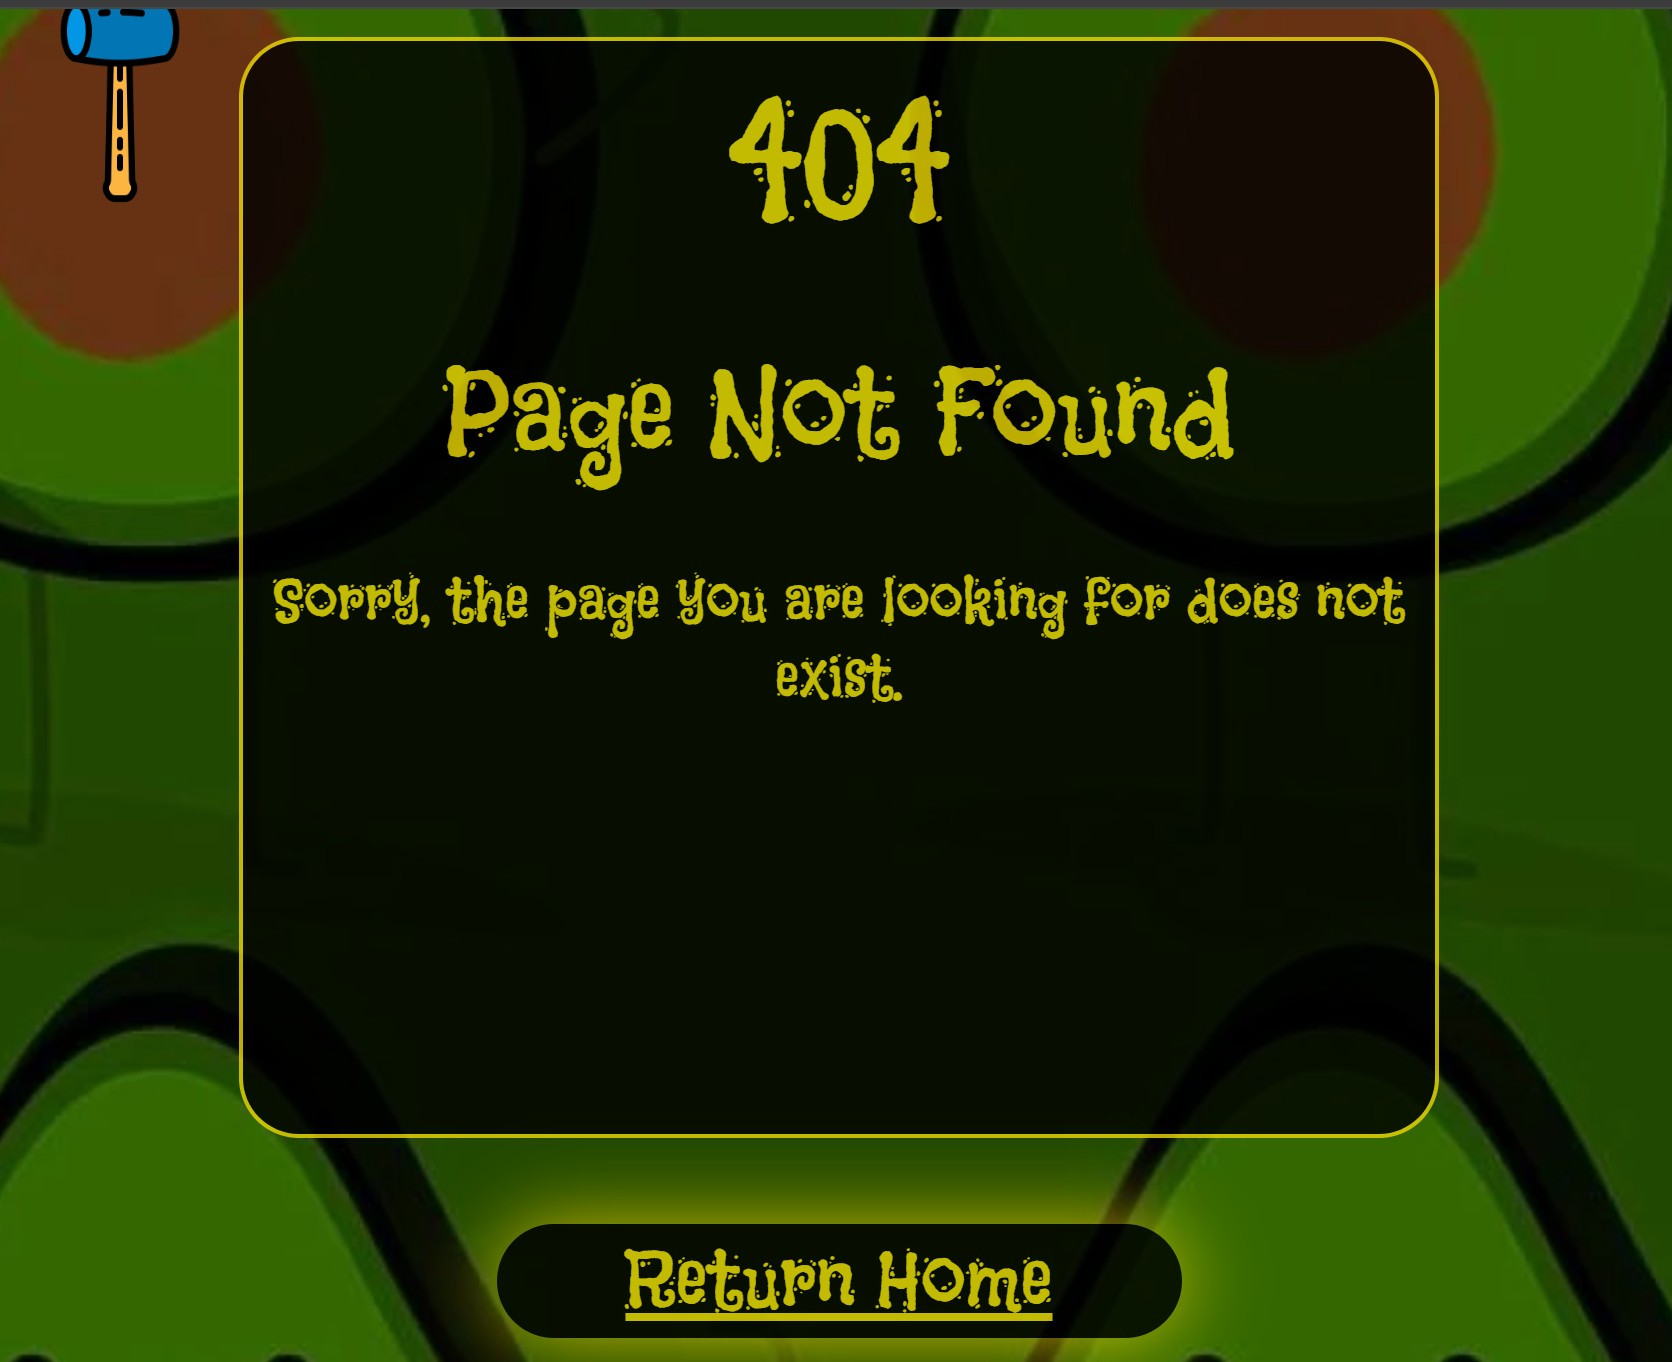 404
Page Not Found
Sorry, the page you are looking for does not
exist.
Return Home